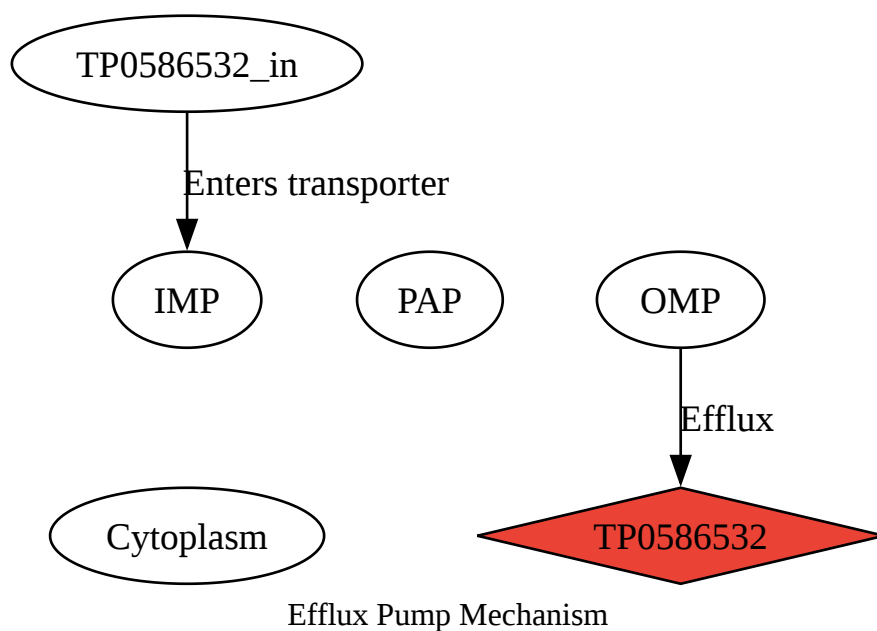 TP0586532_in
Enters transporter
IMP
PAP
OMP
Efflux
Cytoplasm
TP0586532
Efflux Pump Mechanism